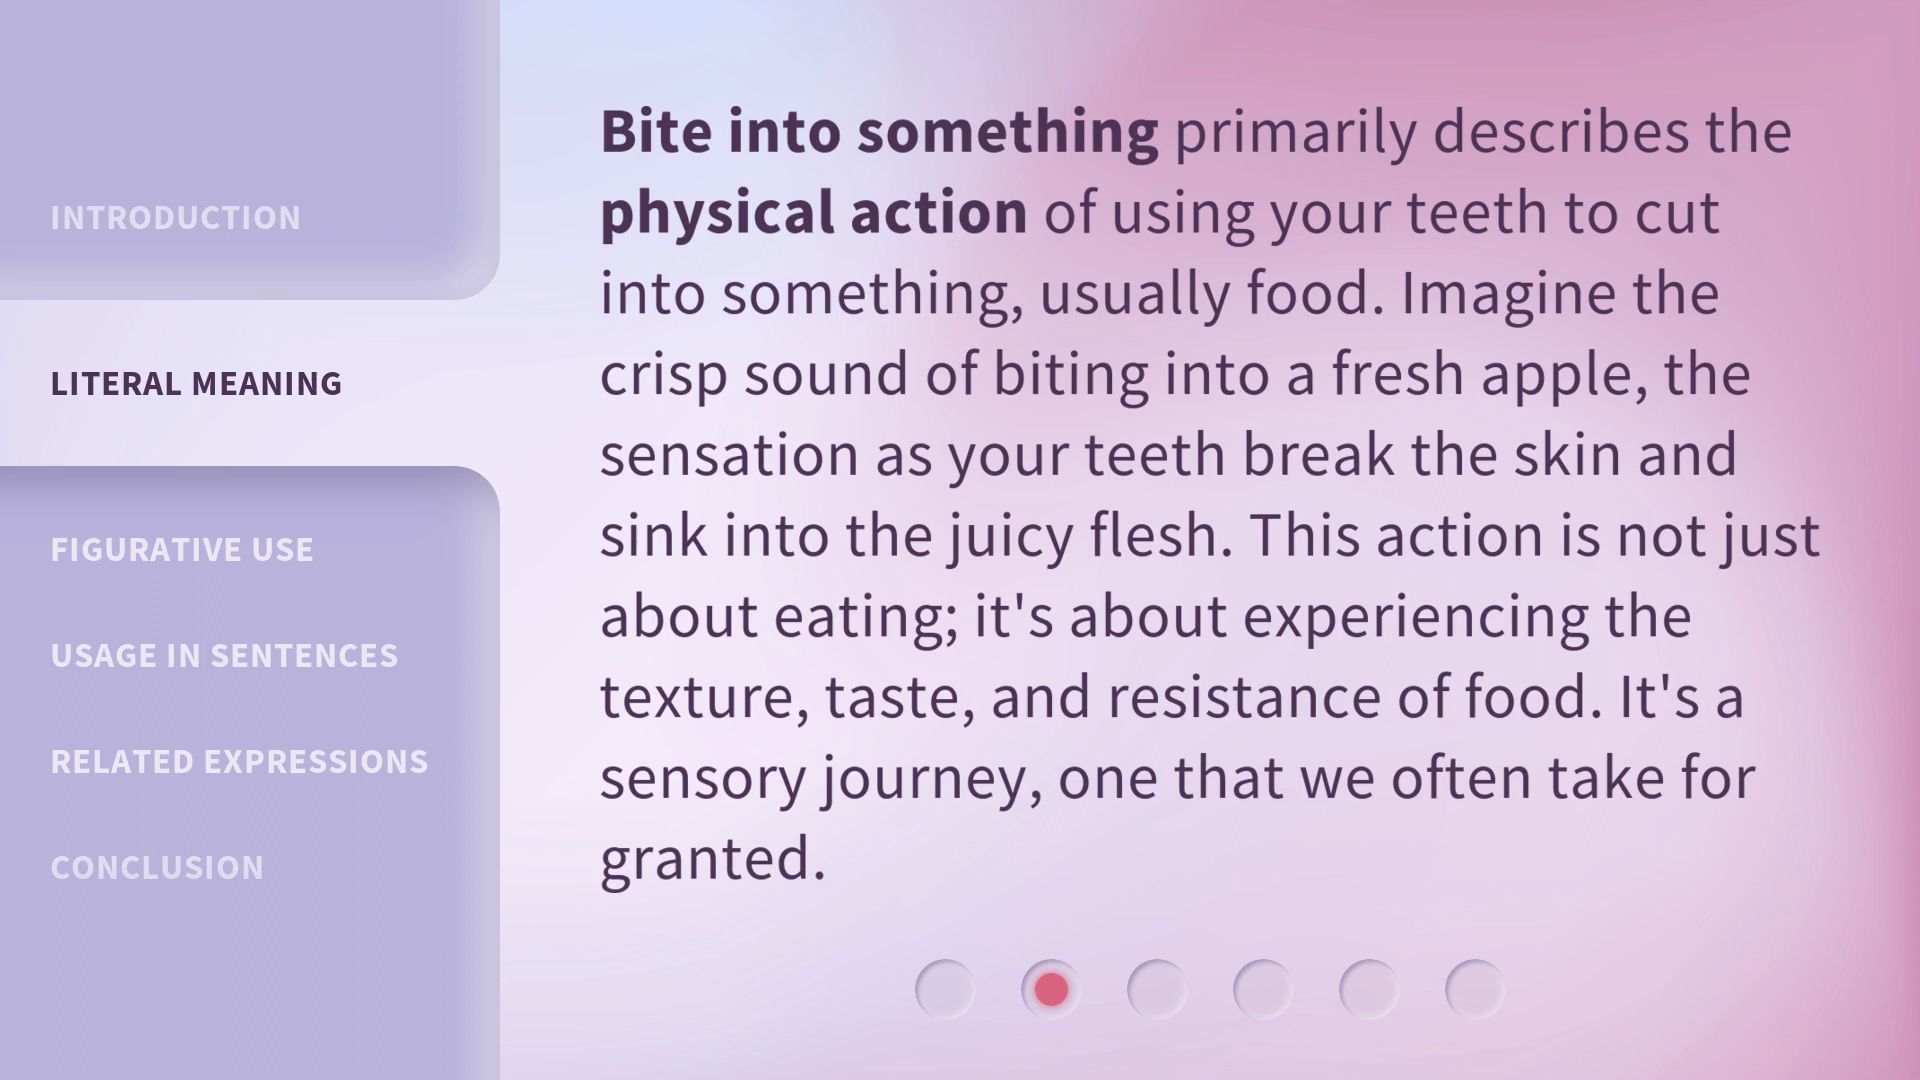 INTRODUCTION
LITERAL MEANING
FIGURATIVE USE
USAGE IN SENTENCES
RELATED EXPRESSIONS
CONCLUSION
Bite into something primarily describes the
physical action of using your teeth to cut
into something, usually food. Imagine the
crisp sound of biting into a fresh apple, the
sensation as your teeth break the skin and
sink into the juicy flesh. This action is not just
about eating; it's about experiencing the
texture, taste, and resistance of food. It's a
sensory journey, one that we often take for
granted.